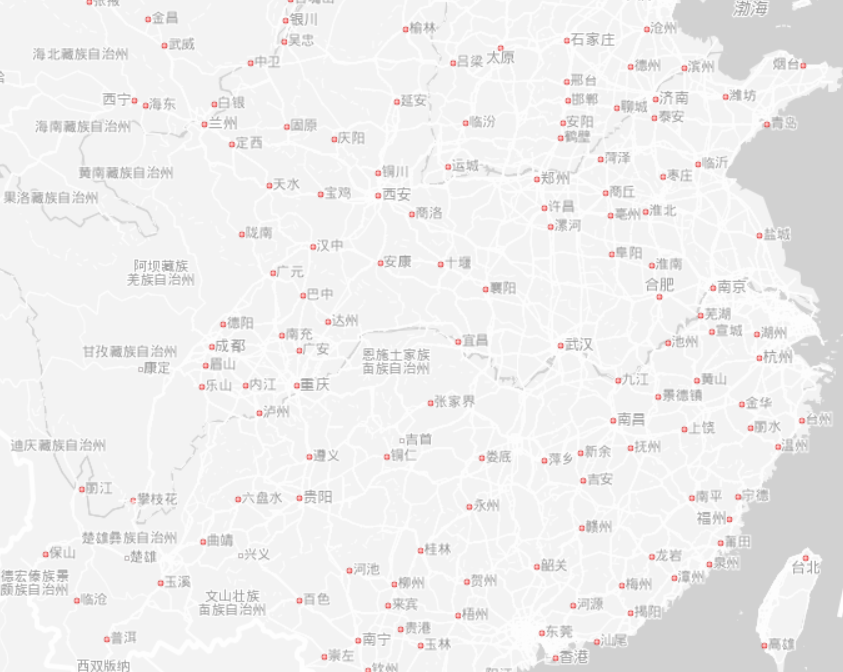 渤海
金昌
银川
榆林
沧州
武威
吴忠
石家庄
海北藏族自治州
中卫
吕梁
太原
德州
滨州
烟台
邢台
西宁
海东
白银
延安
邯郸
聊城
济南
潍坊
海南藏族自治州
兰州
固原
临汾
安阳
泰安
青岛
定西
庆阳
鹤壁
黄南藏族自治州
铜川
运城
郑州
菏泽
枣庄
临沂
果洛藏族自治州
天水
宝鸡
西安
商丘
商洛
许昌
亳州
淮北
漯河
陇南
汉中
盐城
阿坝藏族
羌族自治州
广元
安康
十堰
阜阳
淮南
巴中
襄阳
合肥
南京
德阳
达州
芜湖
成都
南充
广安
宜昌
武汉
池州
宣城
湖州
甘孜藏族自治州
康定
眉山
恩施土家族
苗族自治州
杭州
乐山
内江
重庆
九江
黄山
泸州
张家界
景德镇
金华
南昌
台州
迪庆藏族自治州
吉首
上饶
丽水
遵义
铜仁
娄底
萍乡
新余
抚州
温州
丽江
攀枝花
六盘水
贵阳
吉安
南平
宁德
永州
福州
楚雄彝族自治州
楚雄
曲靖
兴义
赣州
莆田
保山
桂林
龙岩
泉州
德宏傣族景
颇族自治州
玉溪
河池
柳州
贺州
韶关
梅州
漳州
台北
临沧
文山壮族
苗族自治州
百色
来宾
梧州
河源
揭阳
普洱
南宁
贵港
玉林
东莞
汕尾
高雄
西双版纳
崇左
钦州
香港